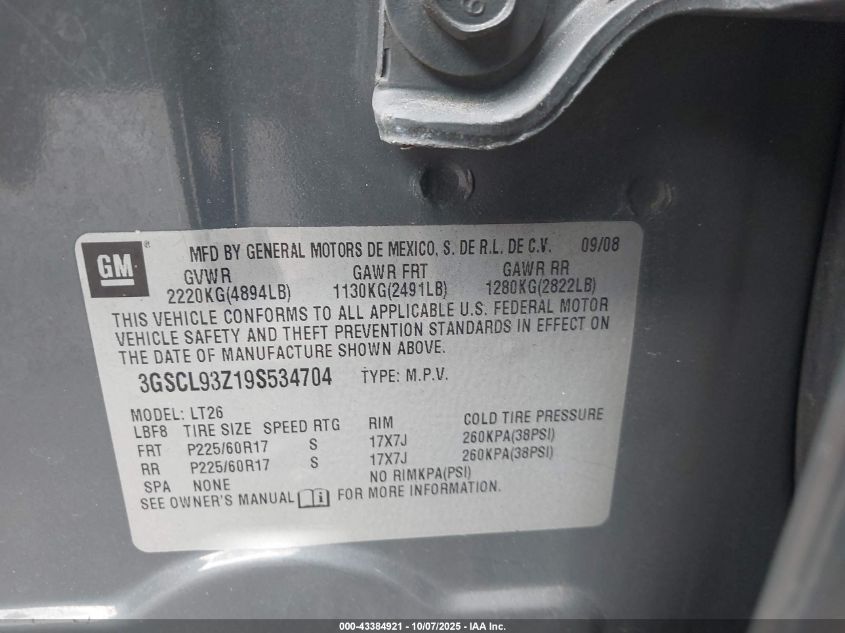 6
GM ® MFD BY GENERAL MOTORS DE MEXICO, S. DE R.L. DE C.V. 09/08
GVWR GAWR FRT GAWR RR
2220KG(4894LB) 1130KG(2491LB) 1280KG(2822LB)
THIS VEHICLE CONFORMS TO ALL APPLICABLE U.S. FEDERAL MOTOR
VEHICLE SAFETY AND THEFT PREVENTION STANDARDS IN EFFECT ON
THE DATE OF MANUFACTURE SHOWN ABOVE.
3GSCL93Z19S534704 TYPE: M.P.V.
MODEL: LT26
LBF8 TIRE SIZE SPEED RTG RIM COLD TIRE PRESSURE
FRT P225/60R17 S 17X7J 260KPA(38PSI)
RR P225/60R17 S 17X7J 260KPA(38PSI)
SPA NONE NO RIMKPA(PSI)
SEE OWNER'S MANUAL FOR MORE INFORMATION.
000-43384921 - 10/07/2025 - IAA Inc.